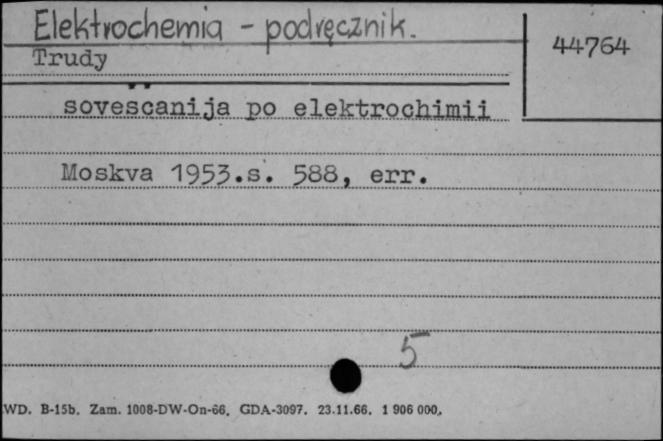 Elektrochemia - podręcznik.
44764
Trudy
soveščanija po elektrochimii
Moskva 1953.s. 588, err.
5
WD. B-15b. Zam. 1008-DW-On-66. GDA-3097. 23.11.66. 1 906 000.